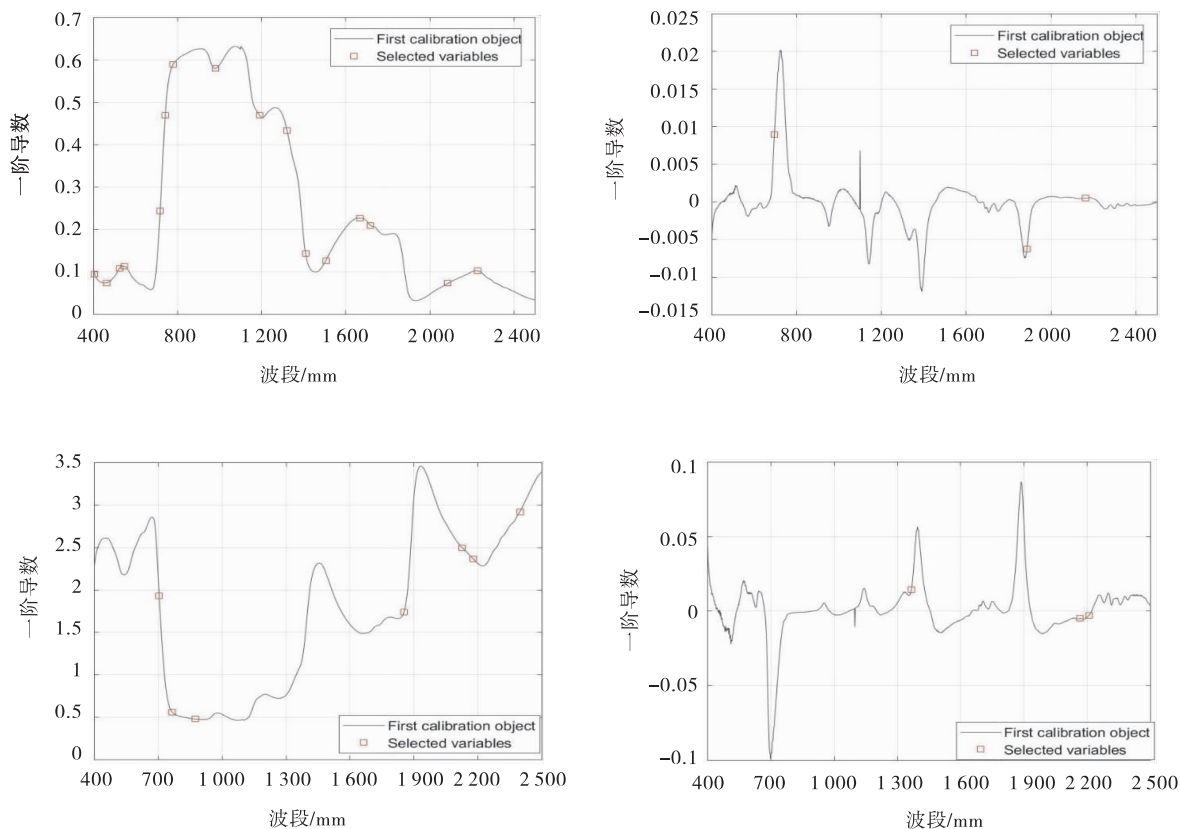 0.7
0.6
0.5
0.4
0.3
0.2
0.1
0
一阶导数
First calibration object
Selected variables
400 800 1 200 1 600 2 000 2 400
波段/mm
0.025
0.020
0.015
0.01
0.005
0
-0.005
-0.01
-0.015
一阶导数
First calibration object
Selected variables
400 800 1 200 1 600 2 000 2 400
波段/mm
3.5
3
2.5
2
1.5
1
0.5
0
一阶导数
First calibration object
Selected variables
400 700 1 000 1 300 1 600 1 900 2 200 2 500
波段/mm
0.1
0.05
0
-0.05
-0.1
一阶导数
First calibration object
Selected variables
400 700 1 000 1 300 1 600 1 900 2 200 2 500
波段/mm